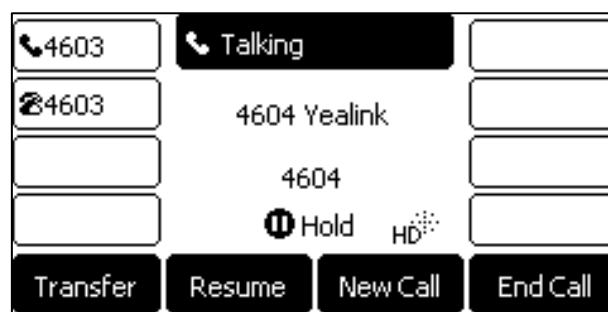 4603
Talking
4603
4604 Yealink
4604
Hold HD
Transfer Resume New Call End Call